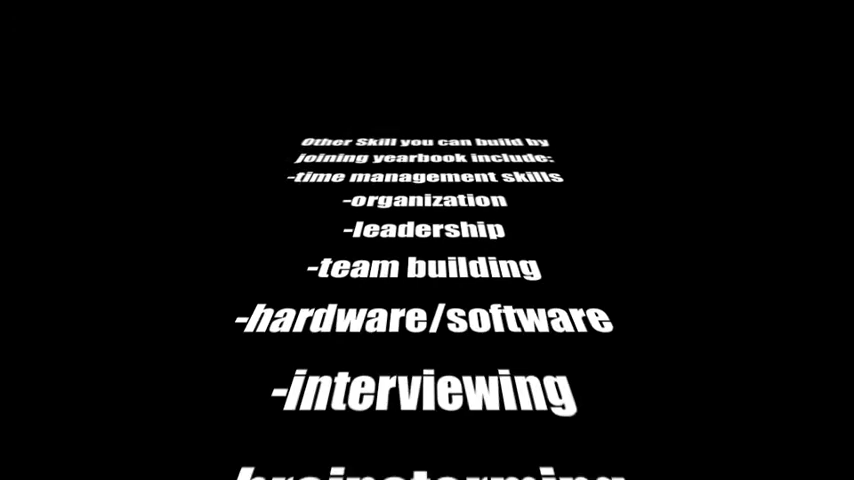 Other Skill you can build by
joining yearbook include:
-time management skills
-organization
-leadership
-team building
-hardware/software
-interviewing
brainstorming